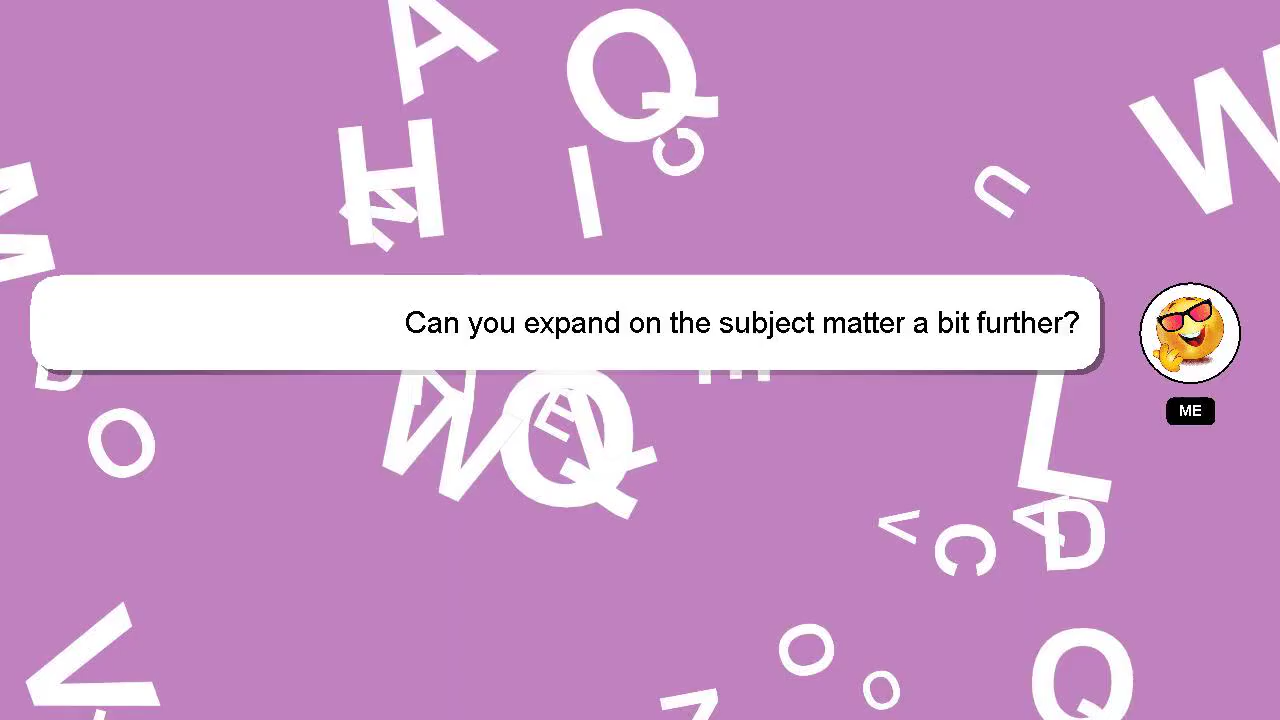 A
Q
W
H
I
C
U
N
M
Can you expand on the subject matter a bit further?
ME
D
O
W
Q
E
L
V
C
A
D
V
O
O
Q